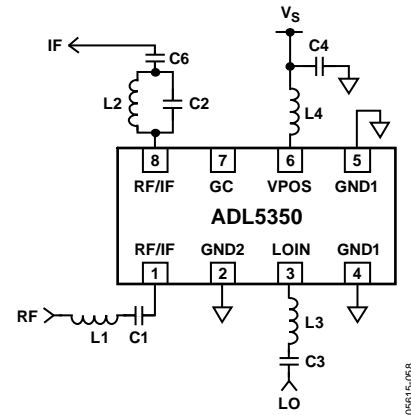 VS
IF
C4
C6
L2
C2
L4
8
7
6
5
RF/IF
GC
VPOS
GND1
ADL5350
RF/IF
GND2
LOIN
GND1
1
2
3
4
RF
L1
C1
L3
C3
LO
05615-058